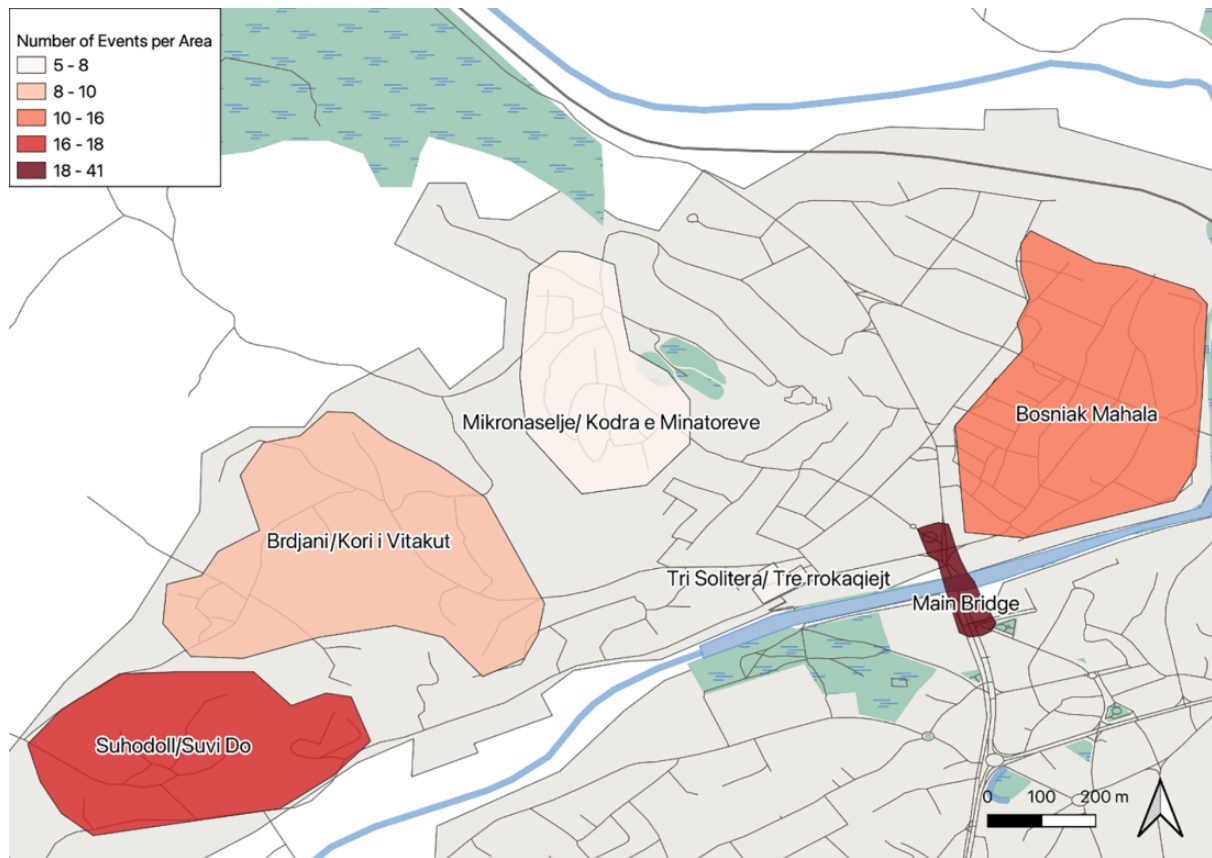 Number of Events per Area
5 - 8
8 - 10
10 - 16
16 - 18
18 - 41
Mikronaselje/ Kodra e Minatoreve
Bosniak Mahala
Brdjani/Kori i Vitakut
Tri Solitera/ Tre rrokaqiejt
Main Bridge
Suhodoll/Suvi Do
0 100 200 m